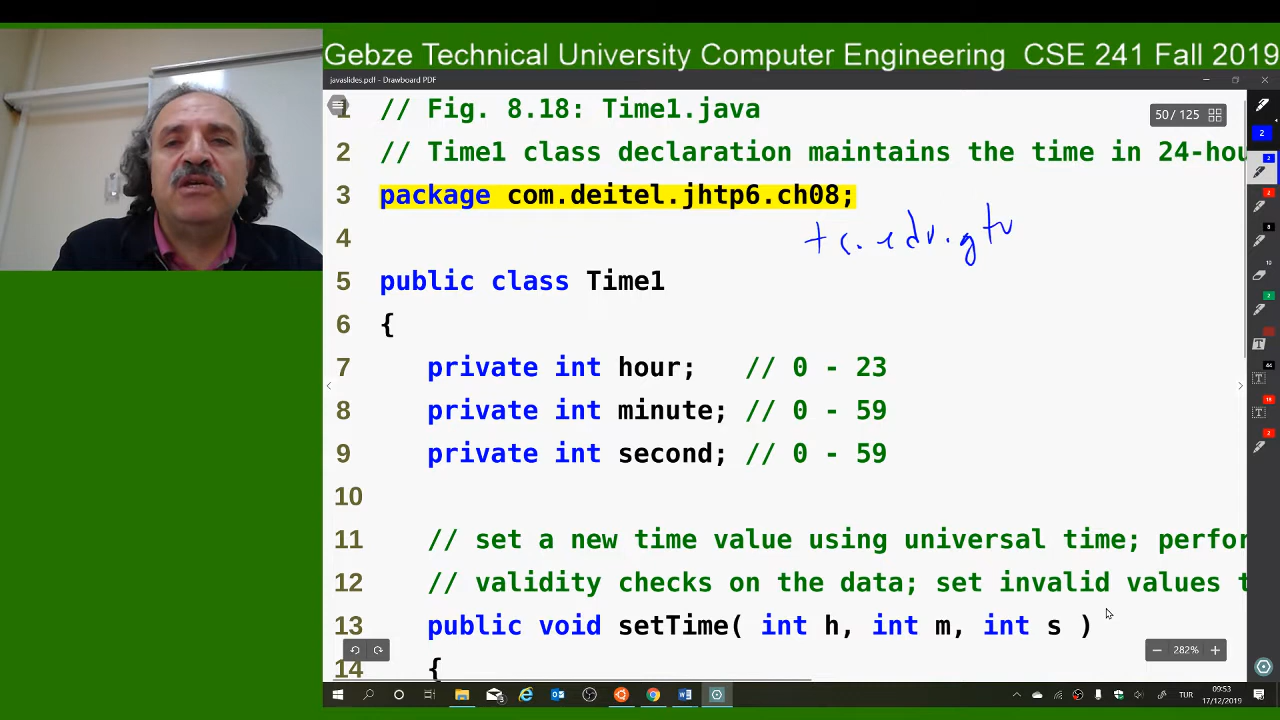 Gebze Technical University Computer Engineering CSE 241 Fall 2019
javaslides.pdf - Drawboard PDF
50 / 125
1 // Fig. 8.18: Time1.java
2 // Time1 class declaration maintains the time in 24-hou
3 package com.deitel.jhtp6.ch08;
4
5 public class Time1
6 {
7 private int hour; // 0 - 23
8 private int minute; // 0 - 59
9 private int second; // 0 - 59
10
11 // set a new time value using universal time; perfor
12 // validity checks on the data; set invalid values t
13 public void setTime( int h, int m, int s )
14 {
282%
TUR
09:53
17/12/2019